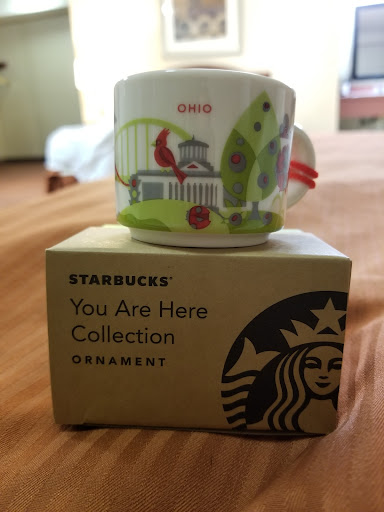 OHIO
STARBUCKS®
You Are Here
Collection
ORNAMENT